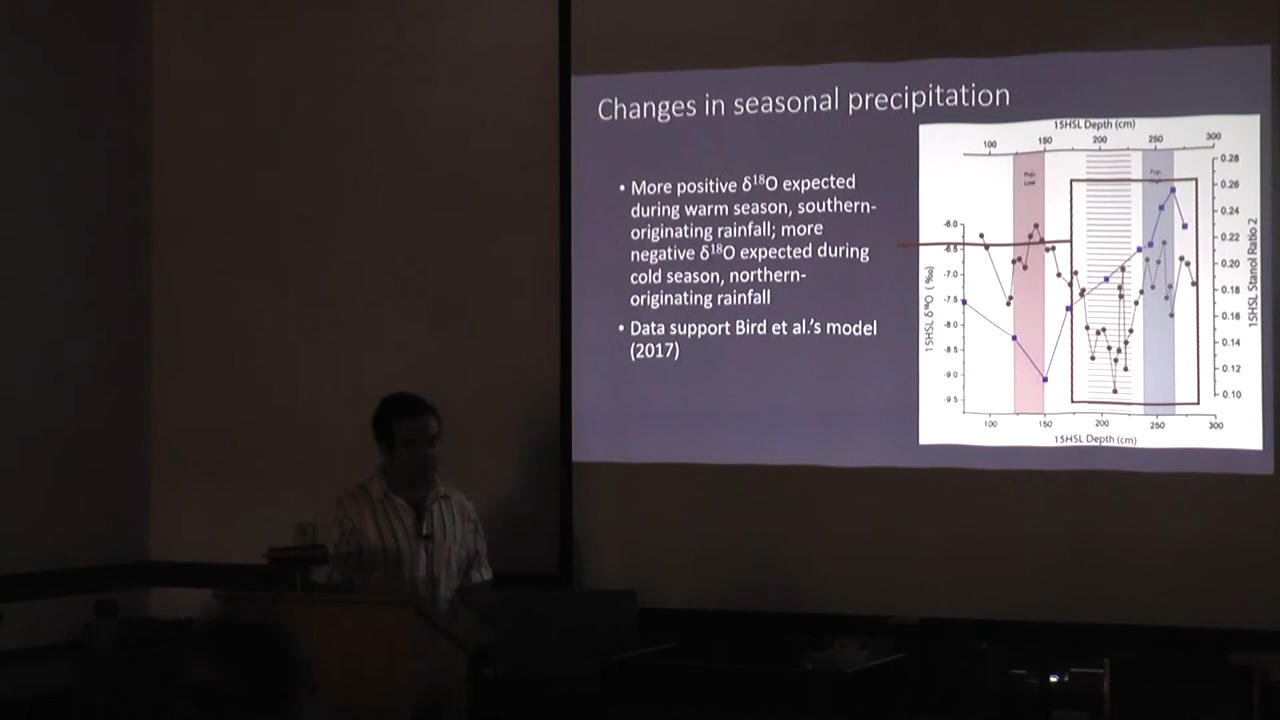 Changes in seasonal precipitation
• More positive δ¹⁸O expected
during warm season, southern-
originating rainfall; more
negative δ¹⁸O expected during
cold season, northern-
originating rainfall
• Data support Bird et al.'s model
(2017)
15HSL Depth (cm)
100 150 200 250 300
Pop.
Low
Pop.
-6.0
-6.5
-7.0
-7.5
-8.0
-8.5
-9.0
-9.5
15HSL δ¹⁸O (‰)
0.28
0.26
0.24
0.22
0.20
0.18
0.16
0.14
0.12
0.10
15HSL Stanol Ratio 2
100 150 200 250 300
15HSL Depth (cm)